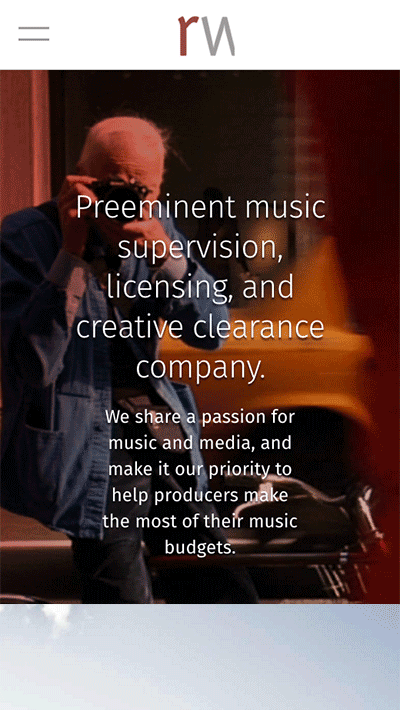 rw
Preeminent music
supervision,
licensing, and
creative clearance
company.
We share a passion for
music and media, and
make it our priority to
help producers make
the most of their music
budgets.